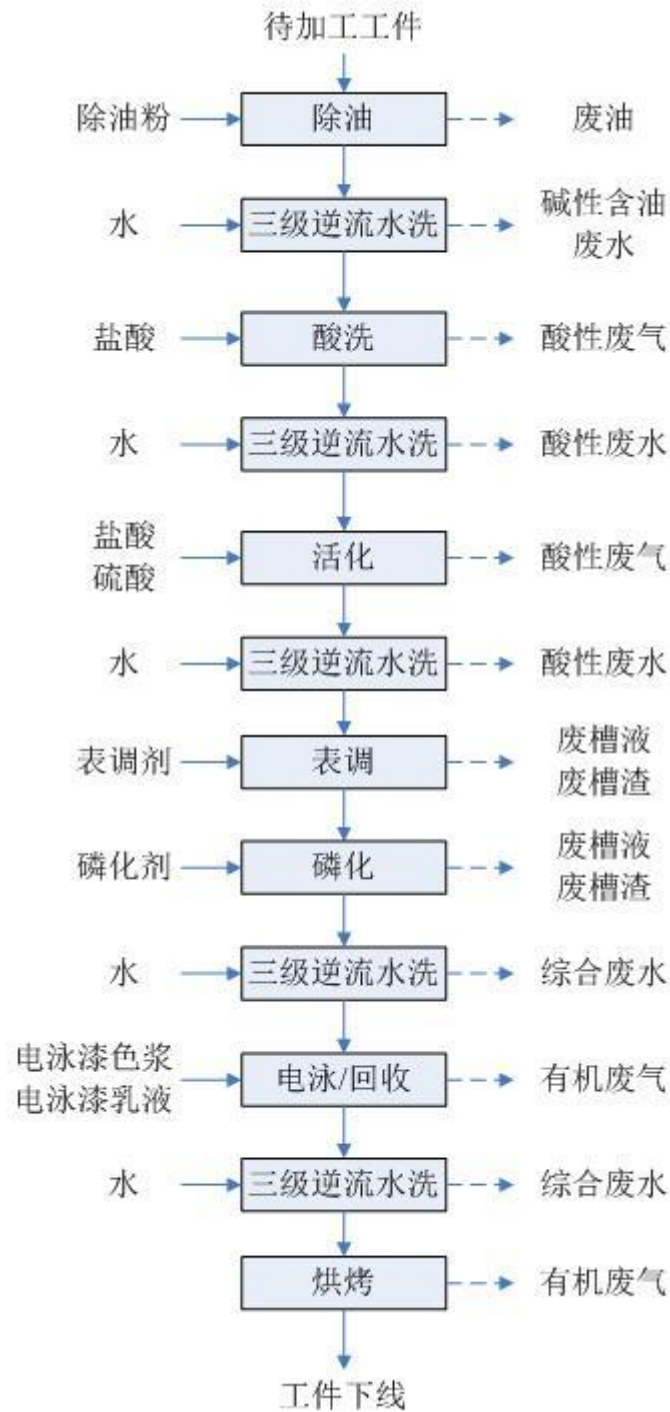 待加工工件
除油粉
除油
废油
水
三级逆流水洗
碱性含油
废水
盐酸
酸洗
酸性废气
水
三级逆流水洗
酸性废水
盐酸
硫酸
活化
酸性废气
水
三级逆流水洗
酸性废水
表调剂
表调
废槽液
废槽渣
磷化剂
磷化
废槽液
废槽渣
水
三级逆流水洗
综合废水
电泳漆色浆
电泳漆乳液
电泳/回收
有机废气
水
三级逆流水洗
综合废水
烘烤
有机废气
工件下线